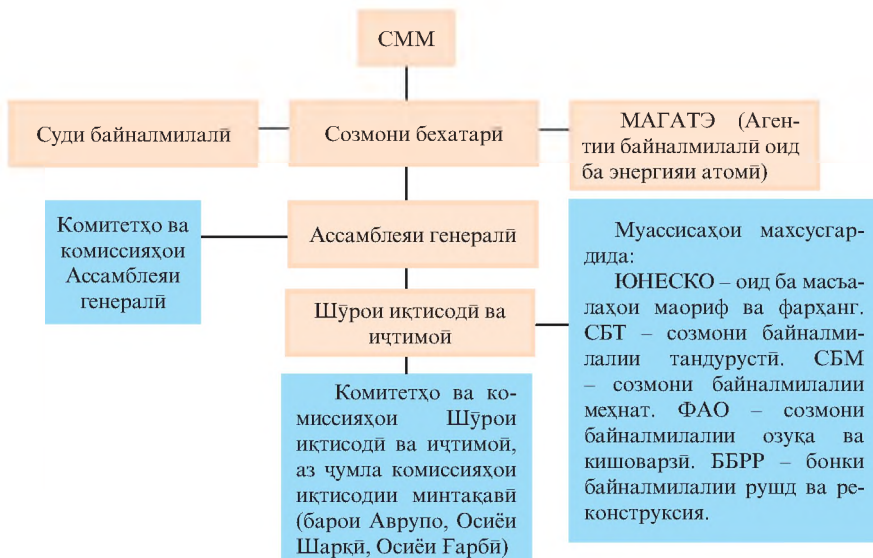 СММ
Суди байналмилалӣ
Созмони бехатарӣ
МАГАТЭ (Аген-
тии байналмилалӣ оид
ба энергияи атомӣ)
Комитетҳо ва
комиссияҳои
Ассамблеяи
генералӣ
Ассамблеяи генералӣ
Шӯрои иқтисодӣ ва
иҷтимоӣ
Муассисаҳои махсусгар-
дида:
ЮНЕСКО – оид ба масъа-
лаҳои маориф ва фарҳанг.
СБТ – созмони байналми-
лалии тандурустӣ. СБМ
– созмони байналмилалии
меҳнат. ФАО – созмони
байналмилалии озуқа ва
кишоварзӣ. ББРР – бонки
байналмилалии рушд ва ре-
конструксия.
Комитетҳо ва ко-
миссияҳои Шӯрои
иқтисодӣ ва иҷтимоӣ,
аз ҷумла комиссияҳои
иқтисодии минтақавӣ
(барои Аврупо, Осиёи
Шарқӣ, Осиёи Ғарбӣ)